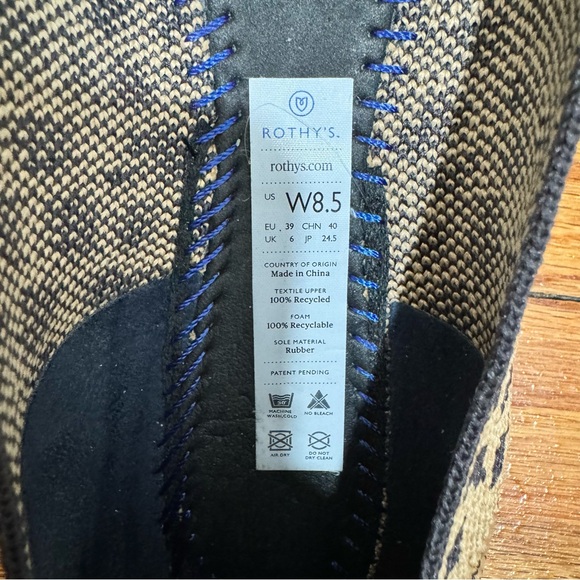 ROTHY'S™
rothys.com
US W8.5
EU 39 CHN 40
UK 6 JP 24.5
COUNTRY OF ORIGIN
Made in China
TEXTILE UPPER
100% Recycled
FOAM
100% Recyclable
SOLE MATERIAL
Rubber
PATENT PENDING
MACHINE NO BLEACH
WASH/COLD
AIR DRY DO NOT
DRY CLEAN